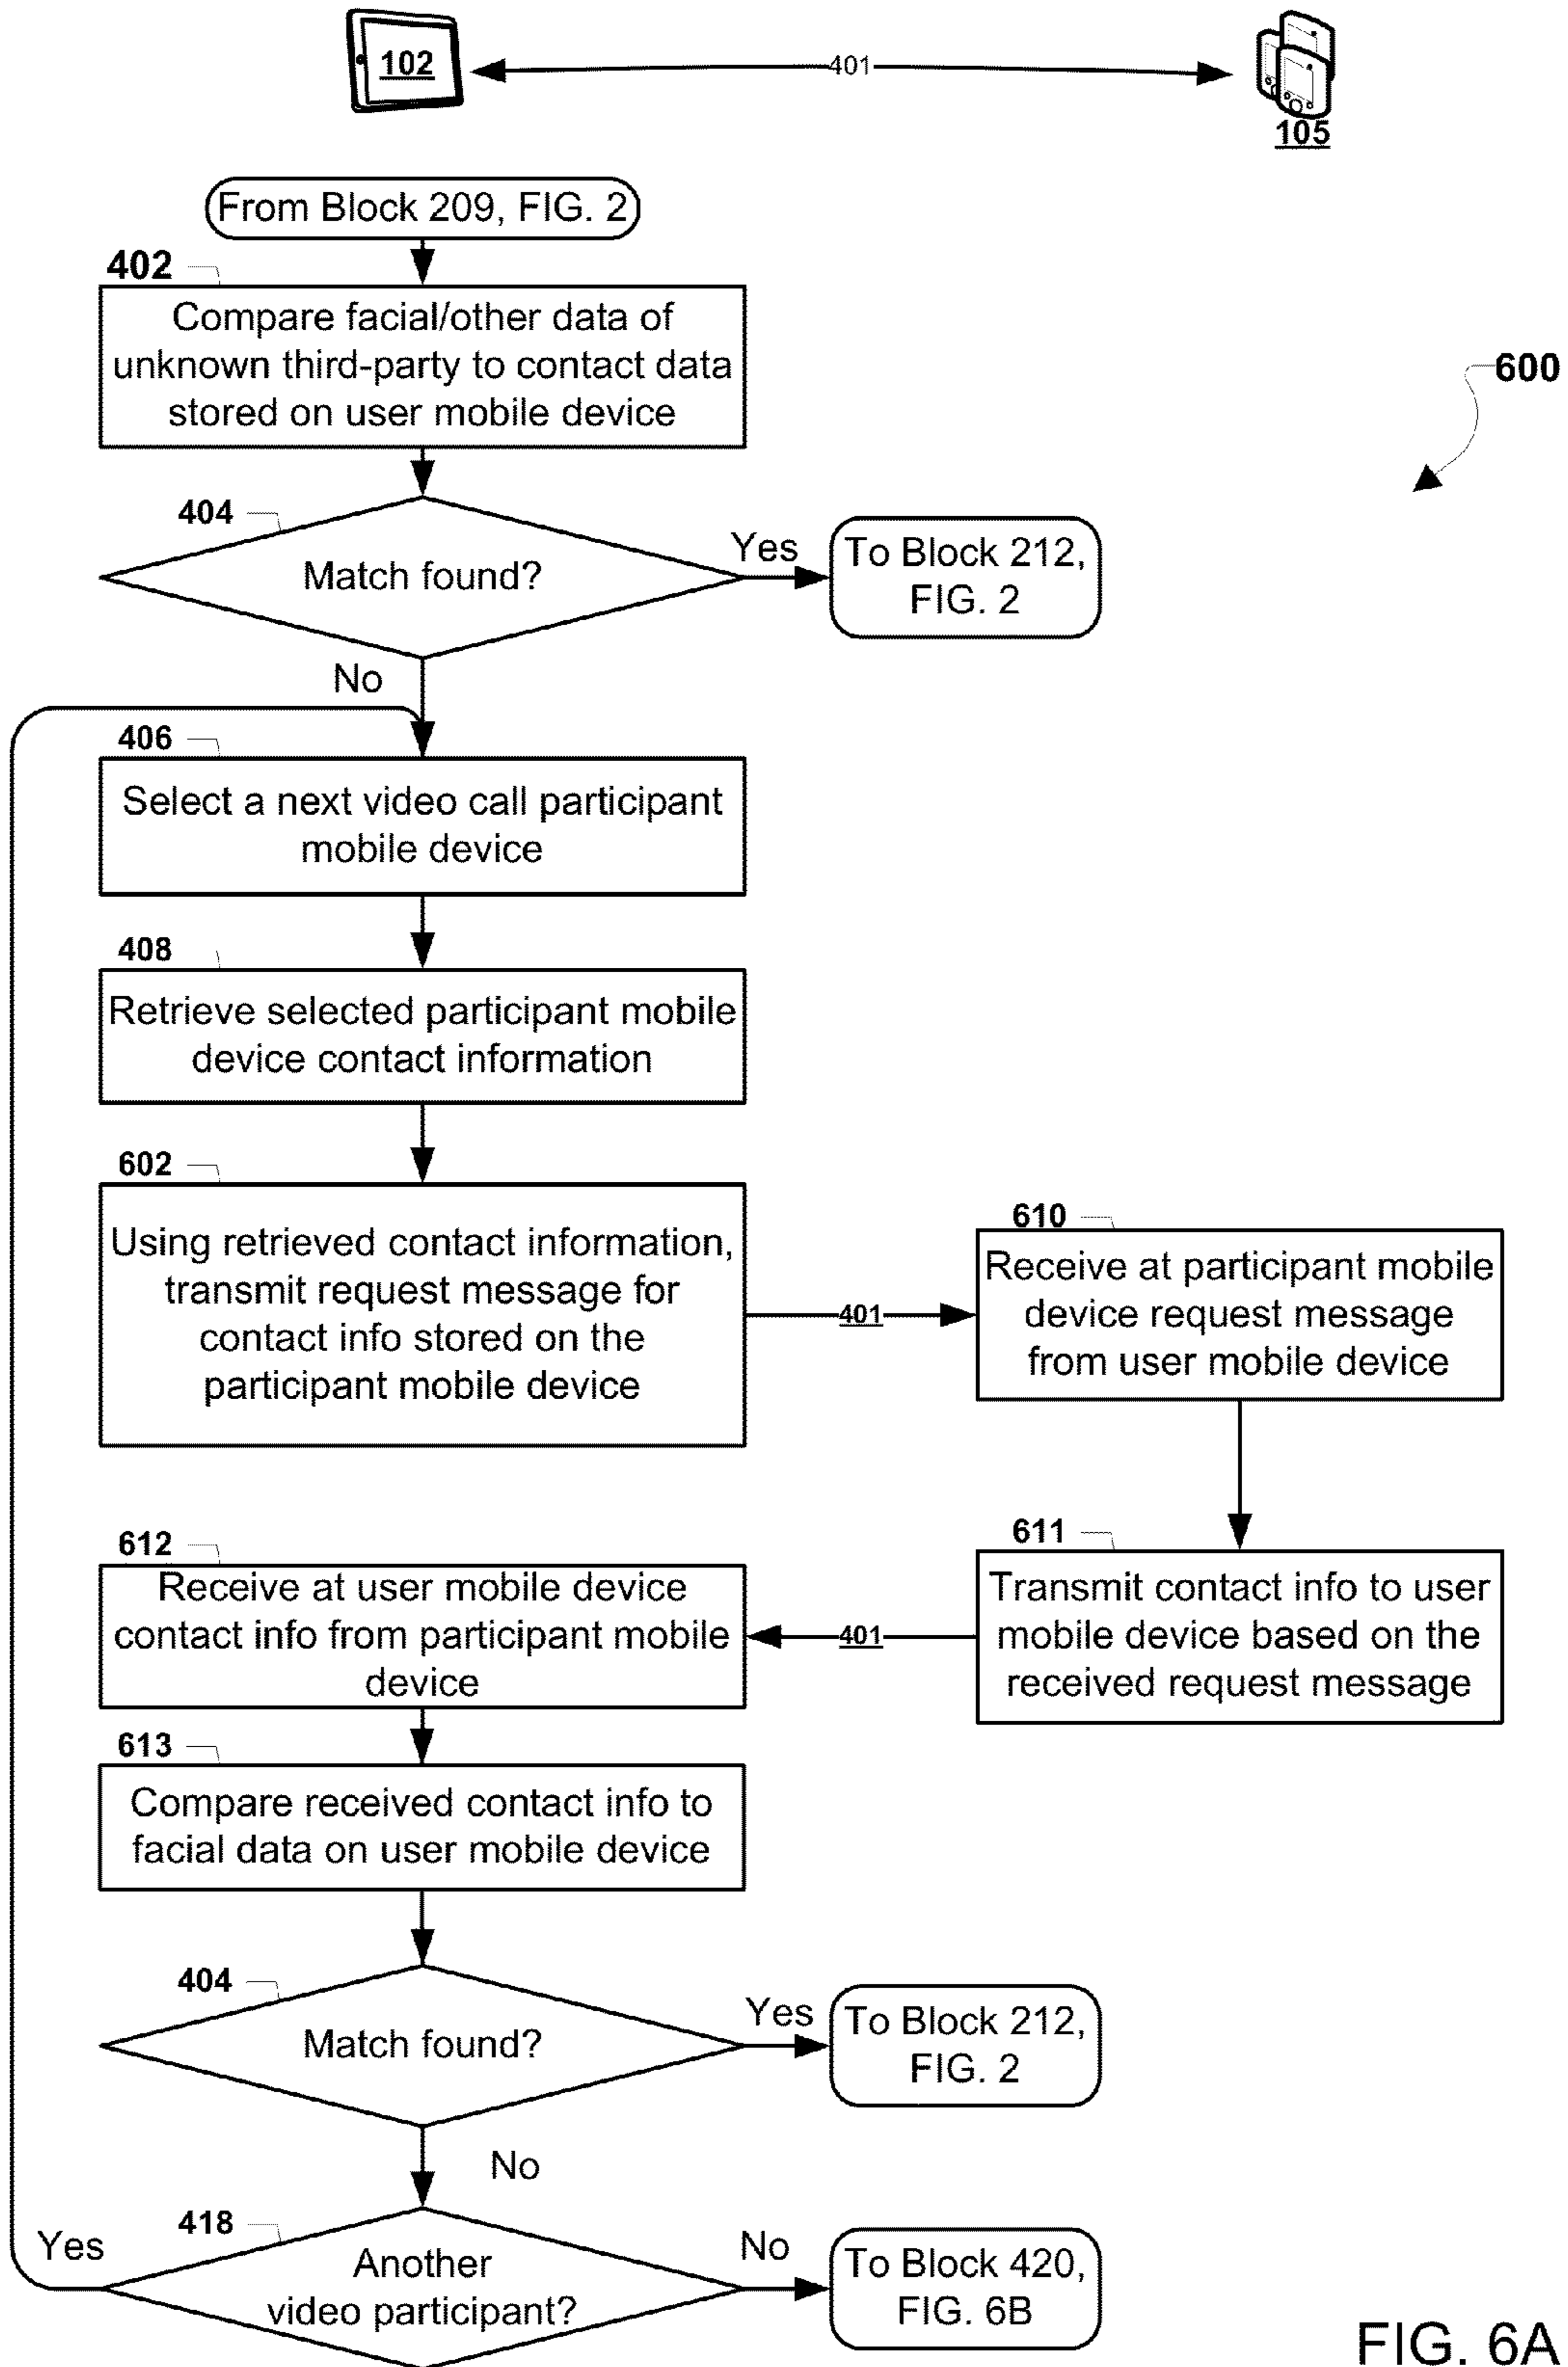 102
401
105
From Block 209, FIG. 2
402
Compare facial/other data of
unknown third-party to contact data
stored on user mobile device
600
404
Match found?
Yes
To Block 212,
FIG. 2
No
406
Select a next video call participant
mobile device
408
Retrieve selected participant mobile
device contact information
602
Using retrieved contact information,
transmit request message for
contact info stored on the
participant mobile device
401
610
Receive at participant mobile
device request message
from user mobile device
611
Transmit contact info to user
mobile device based on the
received request message
401
612
Receive at user mobile device
contact info from participant mobile
device
613
Compare received contact info to
facial data on user mobile device
404
Match found?
Yes
To Block 212,
FIG. 2
No
418
Yes
Another
video participant?
No
To Block 420,
FIG. 6B
FIG. 6A